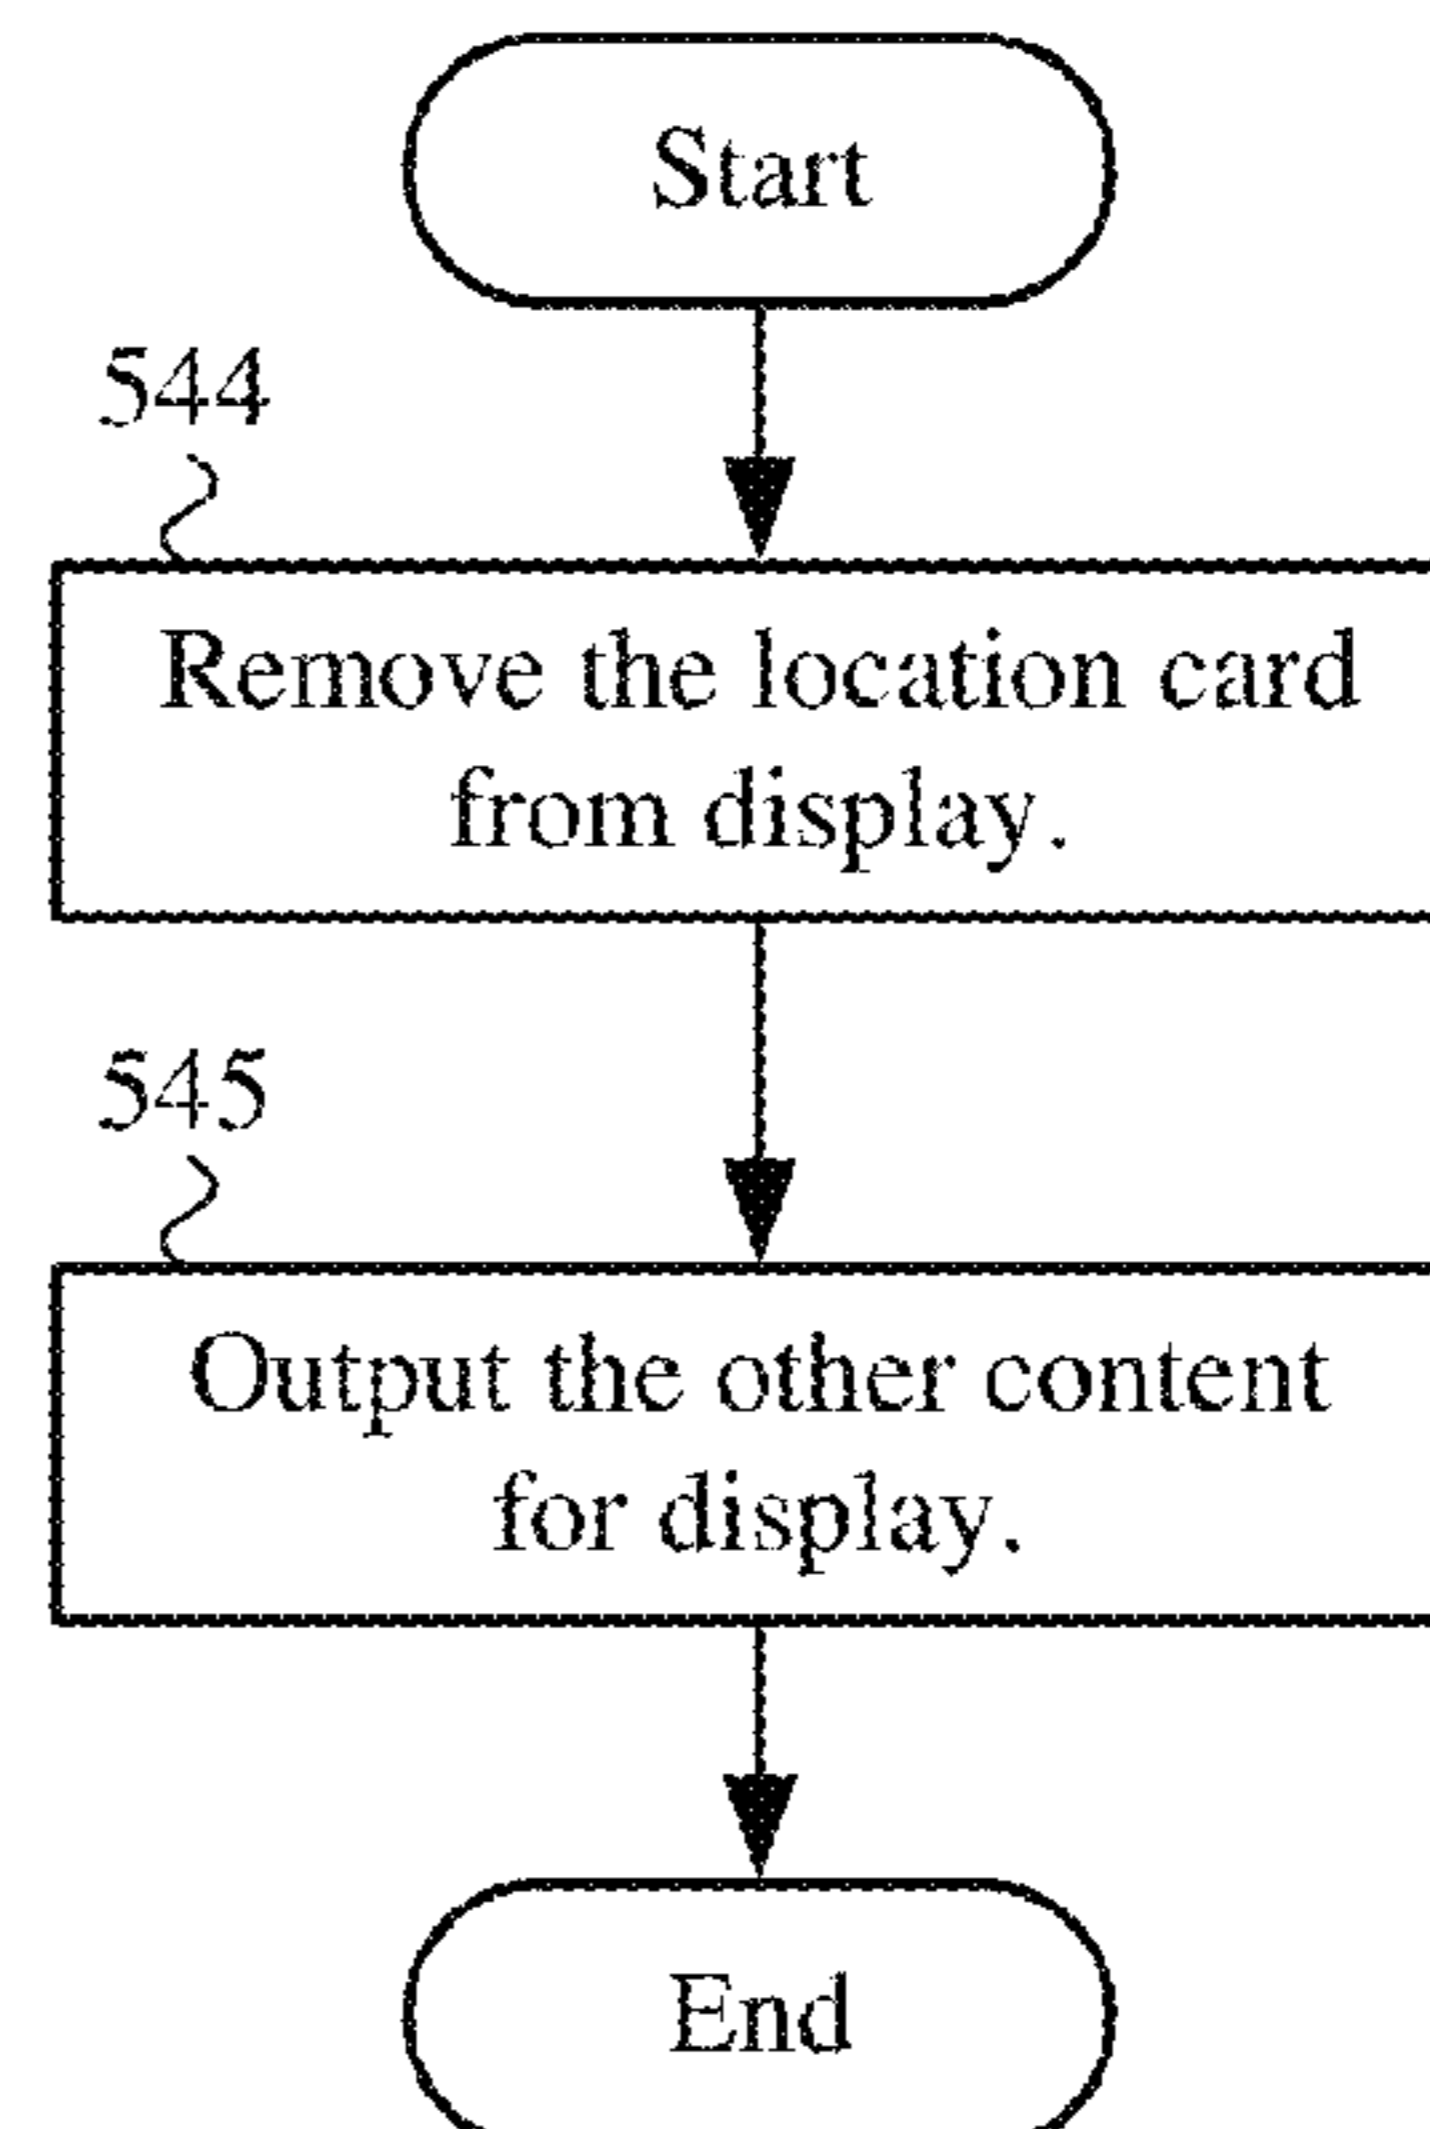 Start
544
Remove the location card
from display.
545
Output the other content
for display.
End